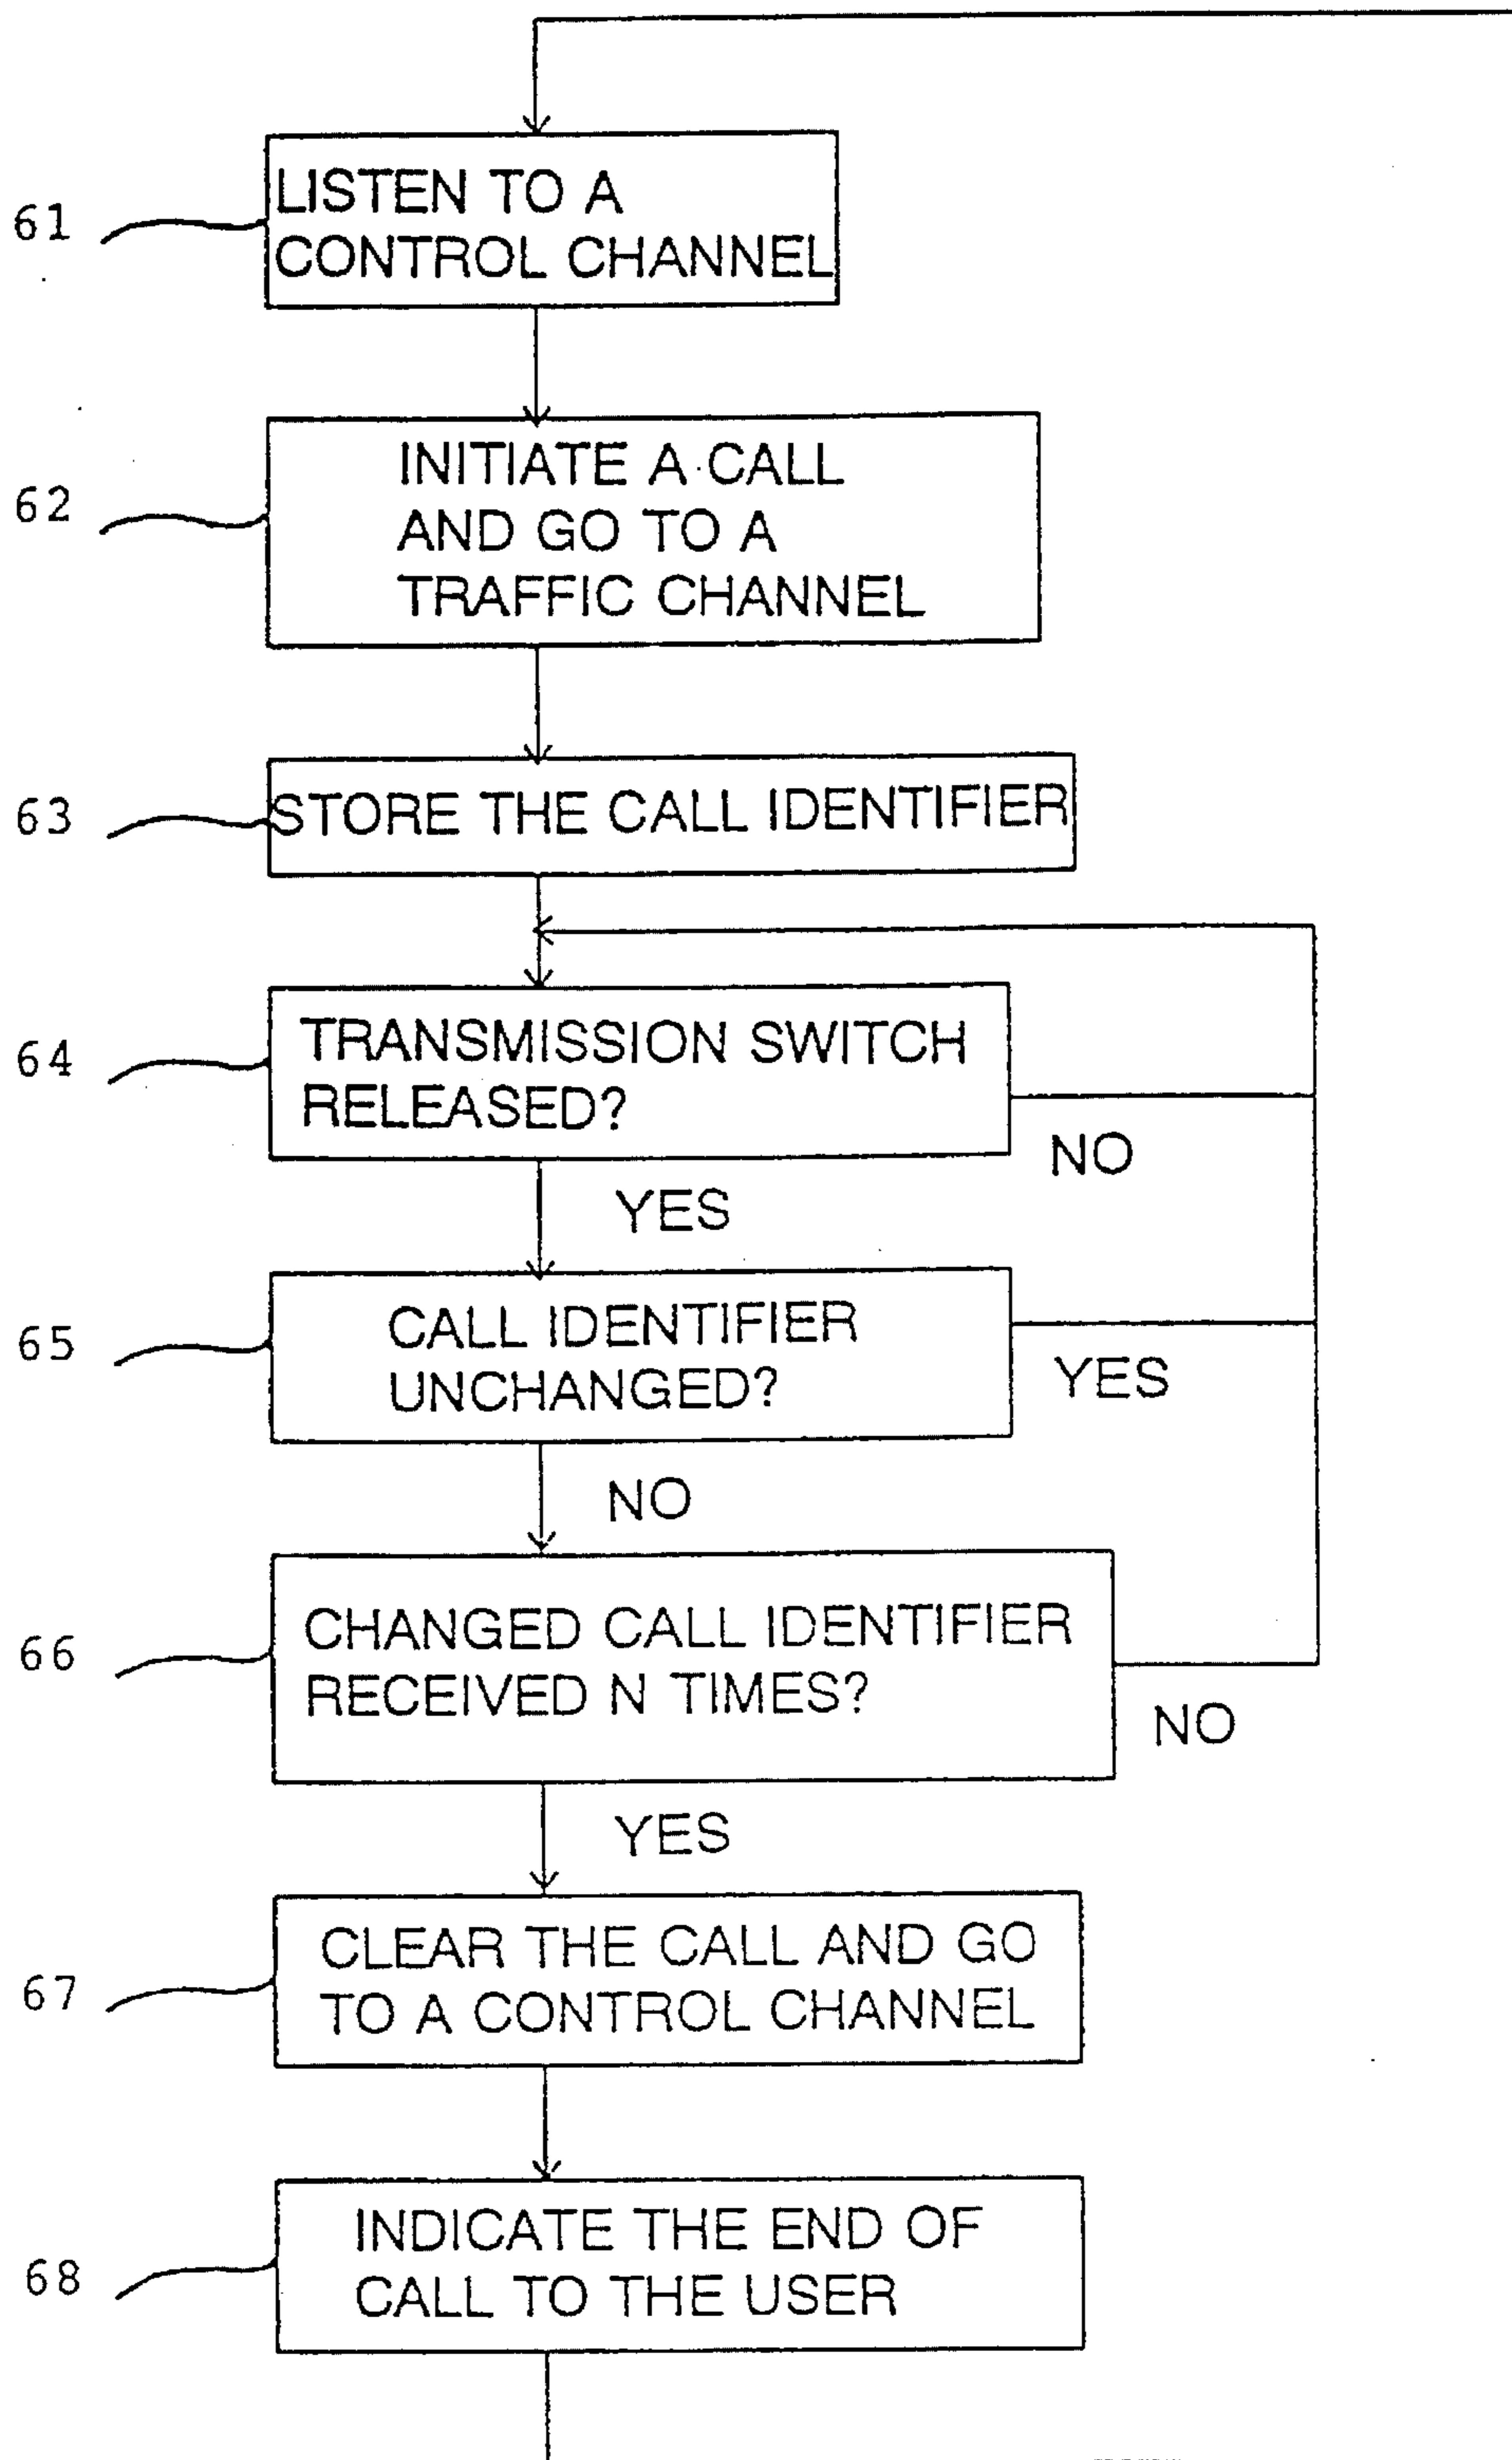 61
LISTEN TO A
CONTROL CHANNEL
62
INITIATE A CALL
AND GO TO A
TRAFFIC CHANNEL
63
STORE THE CALL IDENTIFIER
64
TRANSMISSION SWITCH
RELEASED?
NO
YES
65
CALL IDENTIFIER
UNCHANGED?
YES
NO
66
CHANGED CALL IDENTIFIER
RECEIVED N TIMES?
NO
YES
67
CLEAR THE CALL AND GO
TO A CONTROL CHANNEL
68
INDICATE THE END OF
CALL TO THE USER